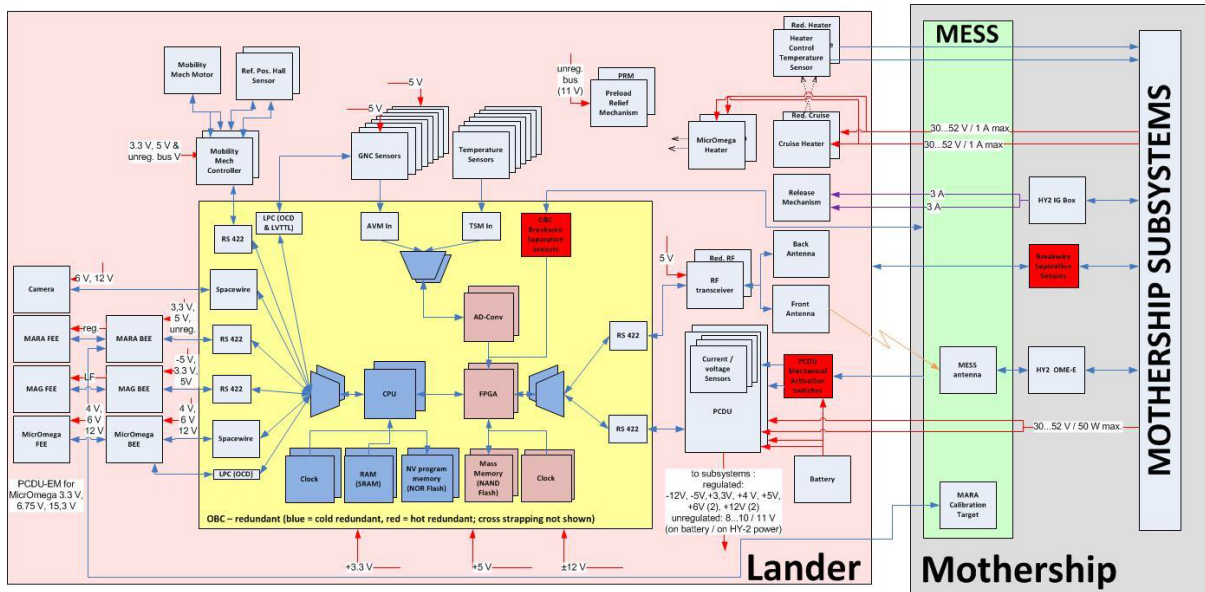 Mobility
Mech Motor
Ref. Pos. Hall
Sensor
3.3 V, 5 V &
unreg. bus V
Mobility
Mech
Controller
5 V
5 V
GNC Sensors
Temperature
Sensors
unreg.
bus
(11 V)
PRM
Preload
Relief
Mechanism
Red. Heater
Heater
Control
Temperature
Sensor
MicrOmega
Heater
Red. Cruise
Cruise Heater
30...52 V / 1 A max
30...52 V / 1 A max
Release
Mechanism
3 A
3 A
MESS
HY2 IG Box
MOTHERSHIP SUBSYSTEMS
RS 422
LPC (OCD
& LVTTL)
AVM In
TSM In
OBC
Breakwire
Separation
Sensors
Breakwire
Separation
Sensors
5 V
Red. RF
RF
transceiver
Back
Antenna
Front
Antenna
Camera
6 V, 12 V
Spacewire
AD-Conv
MARA FEE
reg.
MARA BEE
3,3 V,
5 V,
unreg.
RS 422
RS 422
MAG FEE
LF
MAG BEE
-5 V,
3.3 V,
5V
RS 422
CPU
FPGA
Current /
voltage
Sensors
PCDU
PCDU
Mechanical
Activation
Switches
MESS
antenna
HY2 OME-E
MicrOmega
FEE
4 V,
6 V
12 V
MicrOmega
BEE
4 V,
6 V
12 V
Spacewire
RS 422
30...52 V / 50 W max.
LPC (OCD)
Clock
RAM
(SRAM)
NV program
memory
(NOR Flash)
Mass
Memory
(NAND
Flash)
Clock
Battery
PCDU-EM for
MicrOmega 3.3 V,
6.75 V, 15,3 V
OBC – redundant (blue = cold redundant, red = hot redundant; cross strapping not shown)
to subsystems :
regulated:
-12V, -5V,+3,3V, +4 V, +5V,
+6V (2), +12V (2)
unregulated: 8...10 / 11 V
(on battery / on HY-2 power)
MARA
Calibration
Target
+3.3 V
+5 V
±12 V
Lander
Mothership